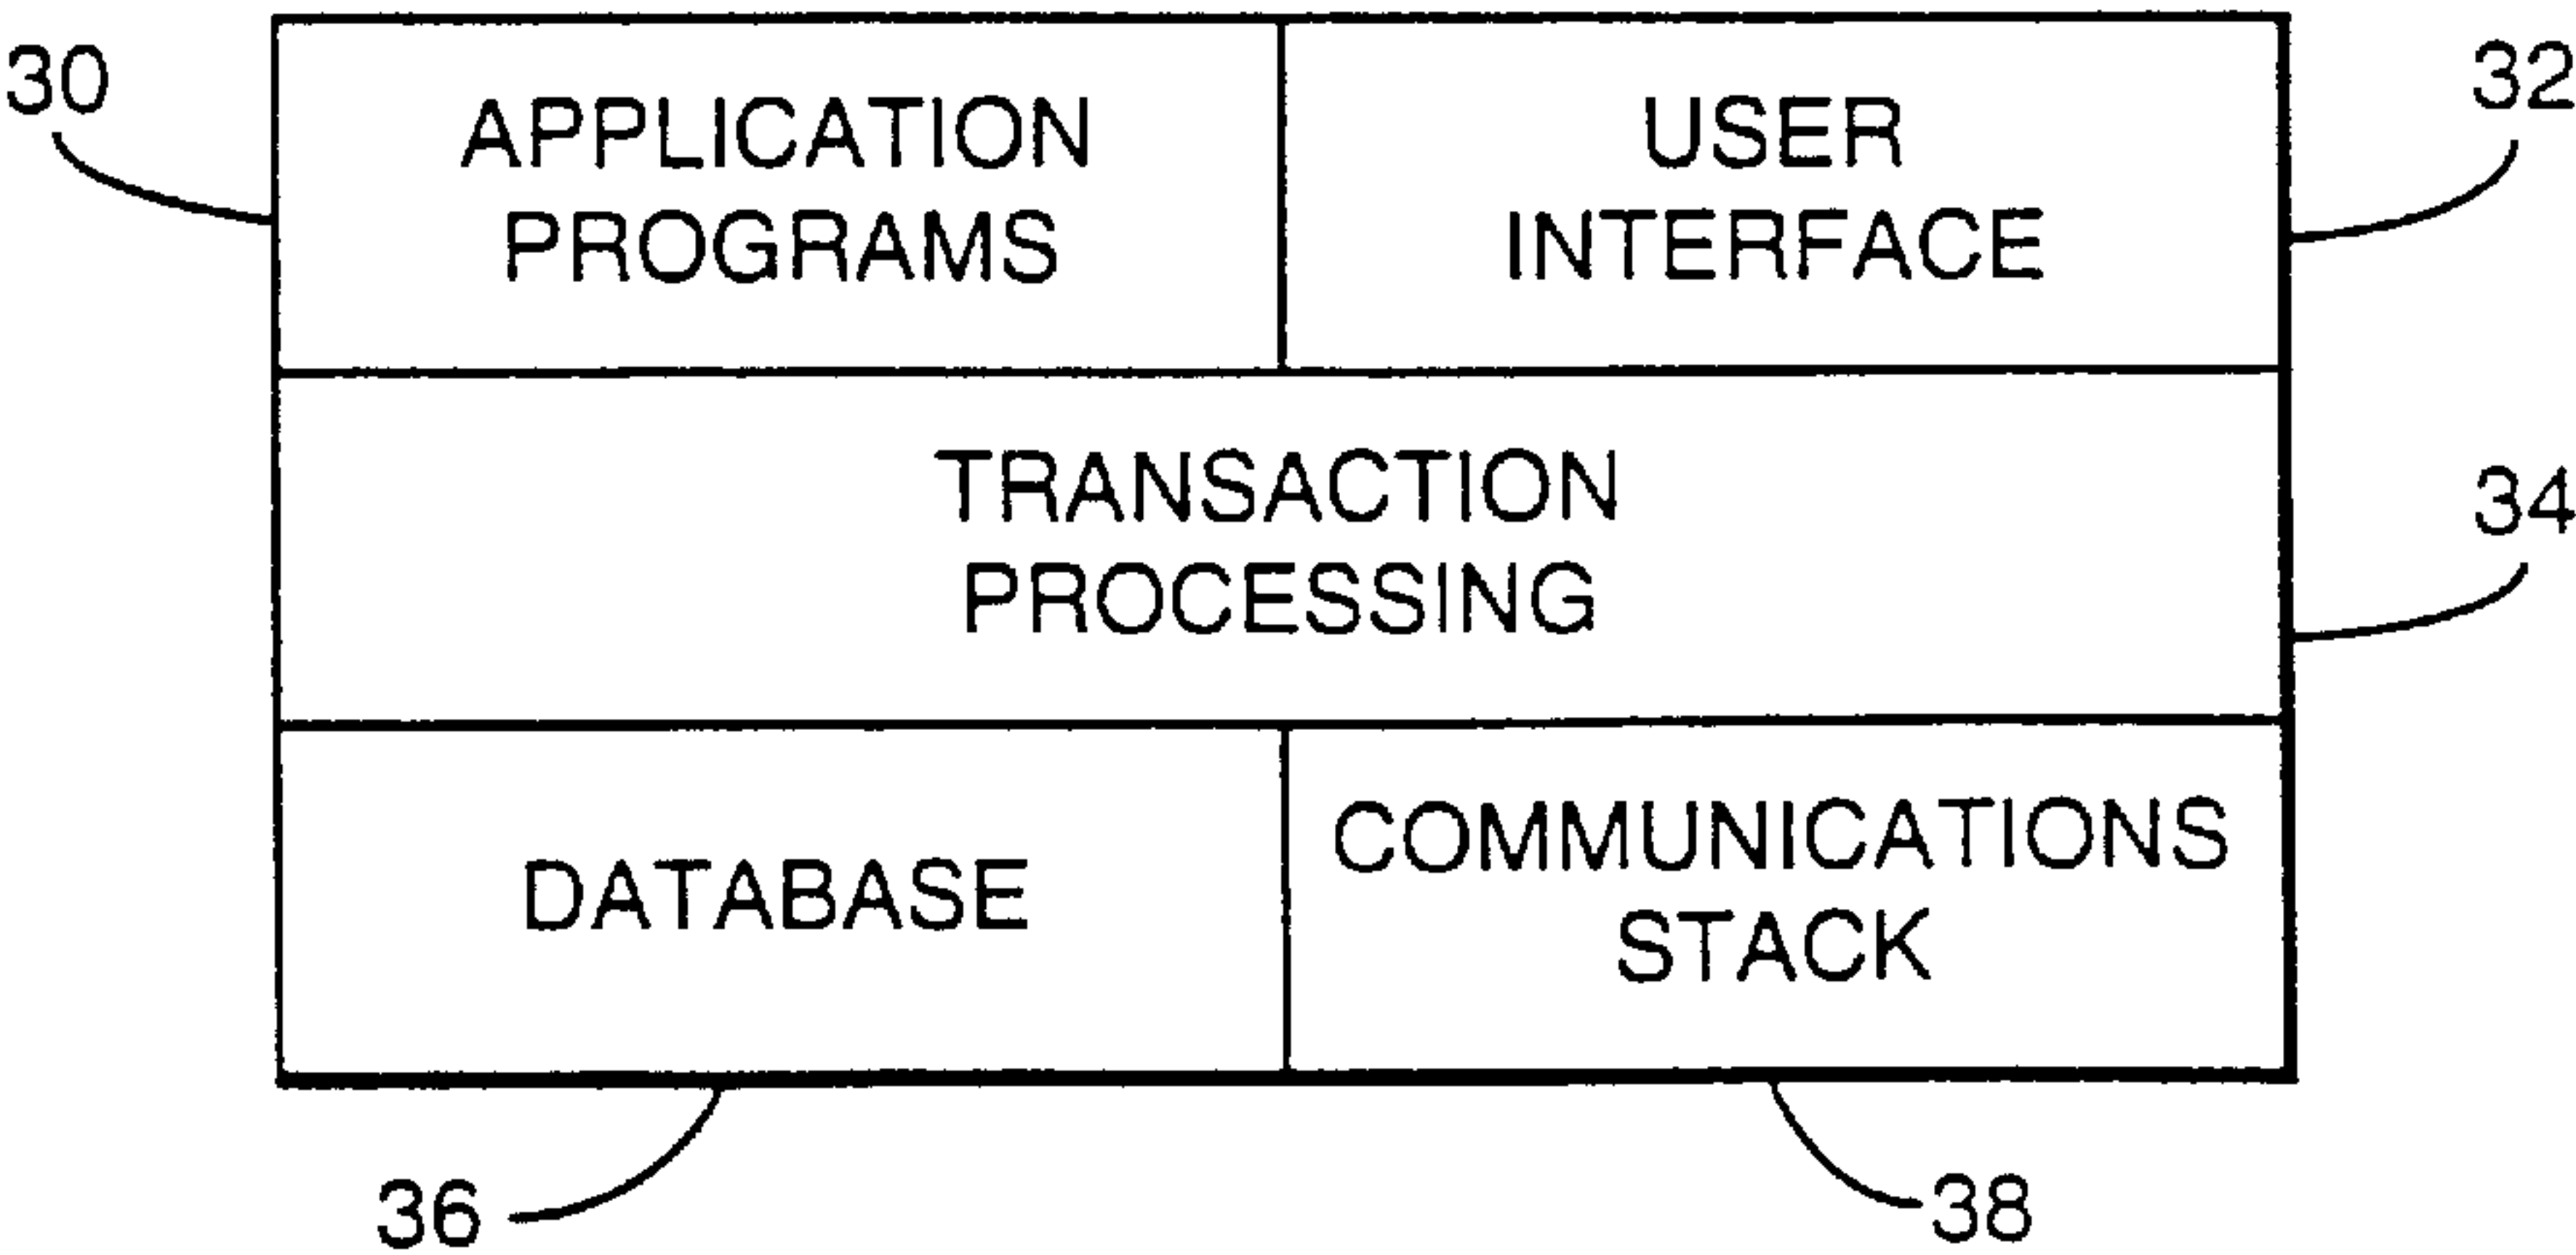 30
APPLICATION
PROGRAMS
USER
INTERFACE
32
TRANSACTION
PROCESSING
34
DATABASE
COMMUNICATIONS
STACK
36
38